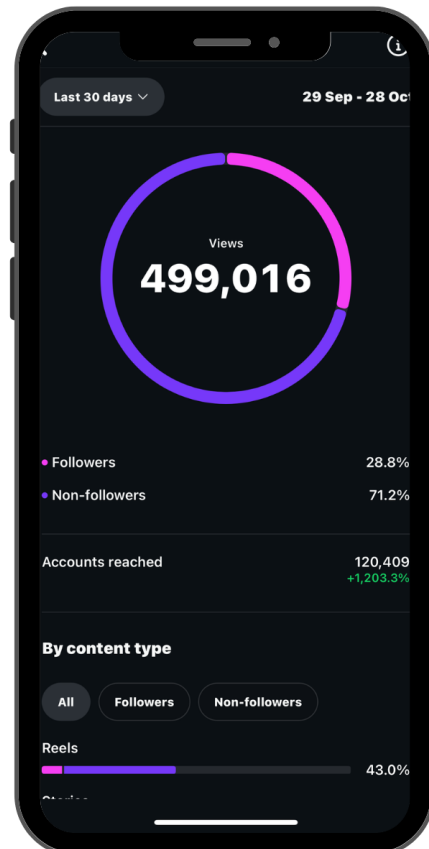 Last 30 days
29 Sep - 28 Oct
Views
499,016
Followers 28.8%
Non-followers 71.2%
Accounts reached 120,409
+1,203.3%
By content type
All Followers Non-followers
Reels
43.0%